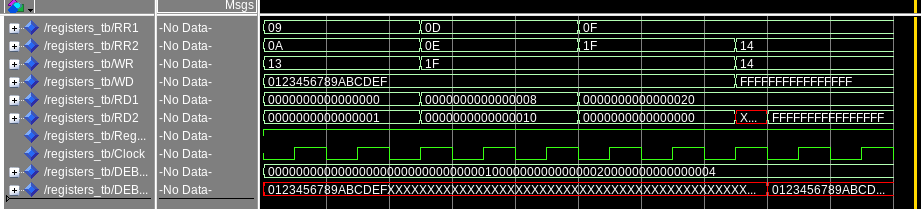 Msgs
/registers_tb/RR1 -No Data- 09 0D 0F
/registers_tb/RR2 -No Data- 0A 0E 1F 14
/registers_tb/WR -No Data- 13 1F 14
/registers_tb/WD -No Data- 0123456789ABCDEF FFFFFFFFFFFFFFFF
/registers_tb/RD1 -No Data- 0000000000000000 0000000000000008 0000000000000020
/registers_tb/RD2 -No Data- 0000000000000001 0000000000000010 0000000000000000 X... FFFFFFFFFFFFFFFF
/registers_tb/Reg... -No Data-
/registers_tb/Clock -No Data-
/registers_tb/DEB... -No Data-
/registers_tb/DEB... -No Data-